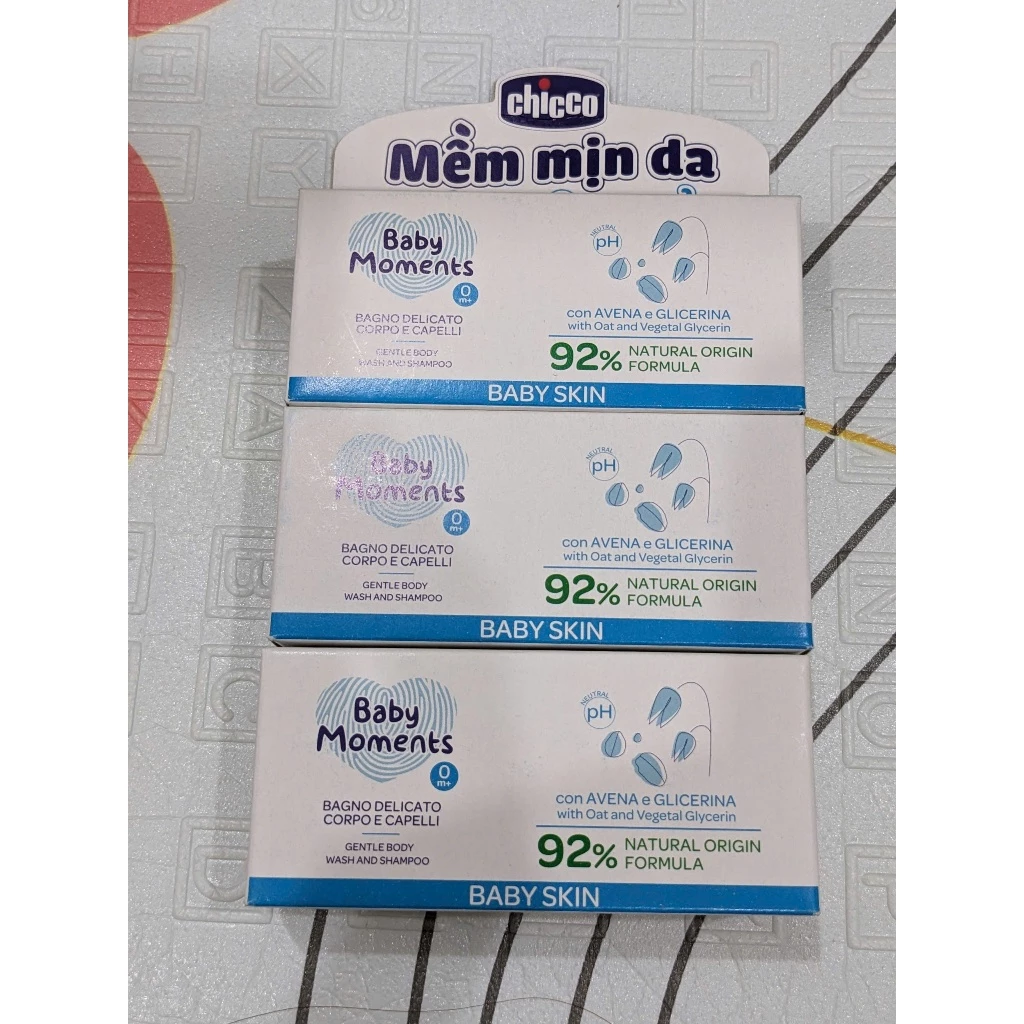 chicco
Mềm mịn da
Baby
Moments
0
m+
BAGNO DELICATO
CORPO E CAPELLI
GENTLE BODY
WASH AND SHAMPOO
NEUTRAL
pH
con AVENA e GLICERINA
with Oat and Vegetal Glycerin
92% NATURAL ORIGIN
FORMULA
BABY SKIN
Baby
Moments
0
m+
BAGNO DELICATO
CORPO E CAPELLI
GENTLE BODY
WASH AND SHAMPOO
NEUTRAL
pH
con AVENA e GLICERINA
with Oat and Vegetal Glycerin
92% NATURAL ORIGIN
FORMULA
BABY SKIN
Baby
Moments
0
m+
BAGNO DELICATO
CORPO E CAPELLI
GENTLE BODY
WASH AND SHAMPOO
NEUTRAL
pH
con AVENA e GLICERINA
with Oat and Vegetal Glycerin
92% NATURAL ORIGIN
FORMULA
BABY SKIN